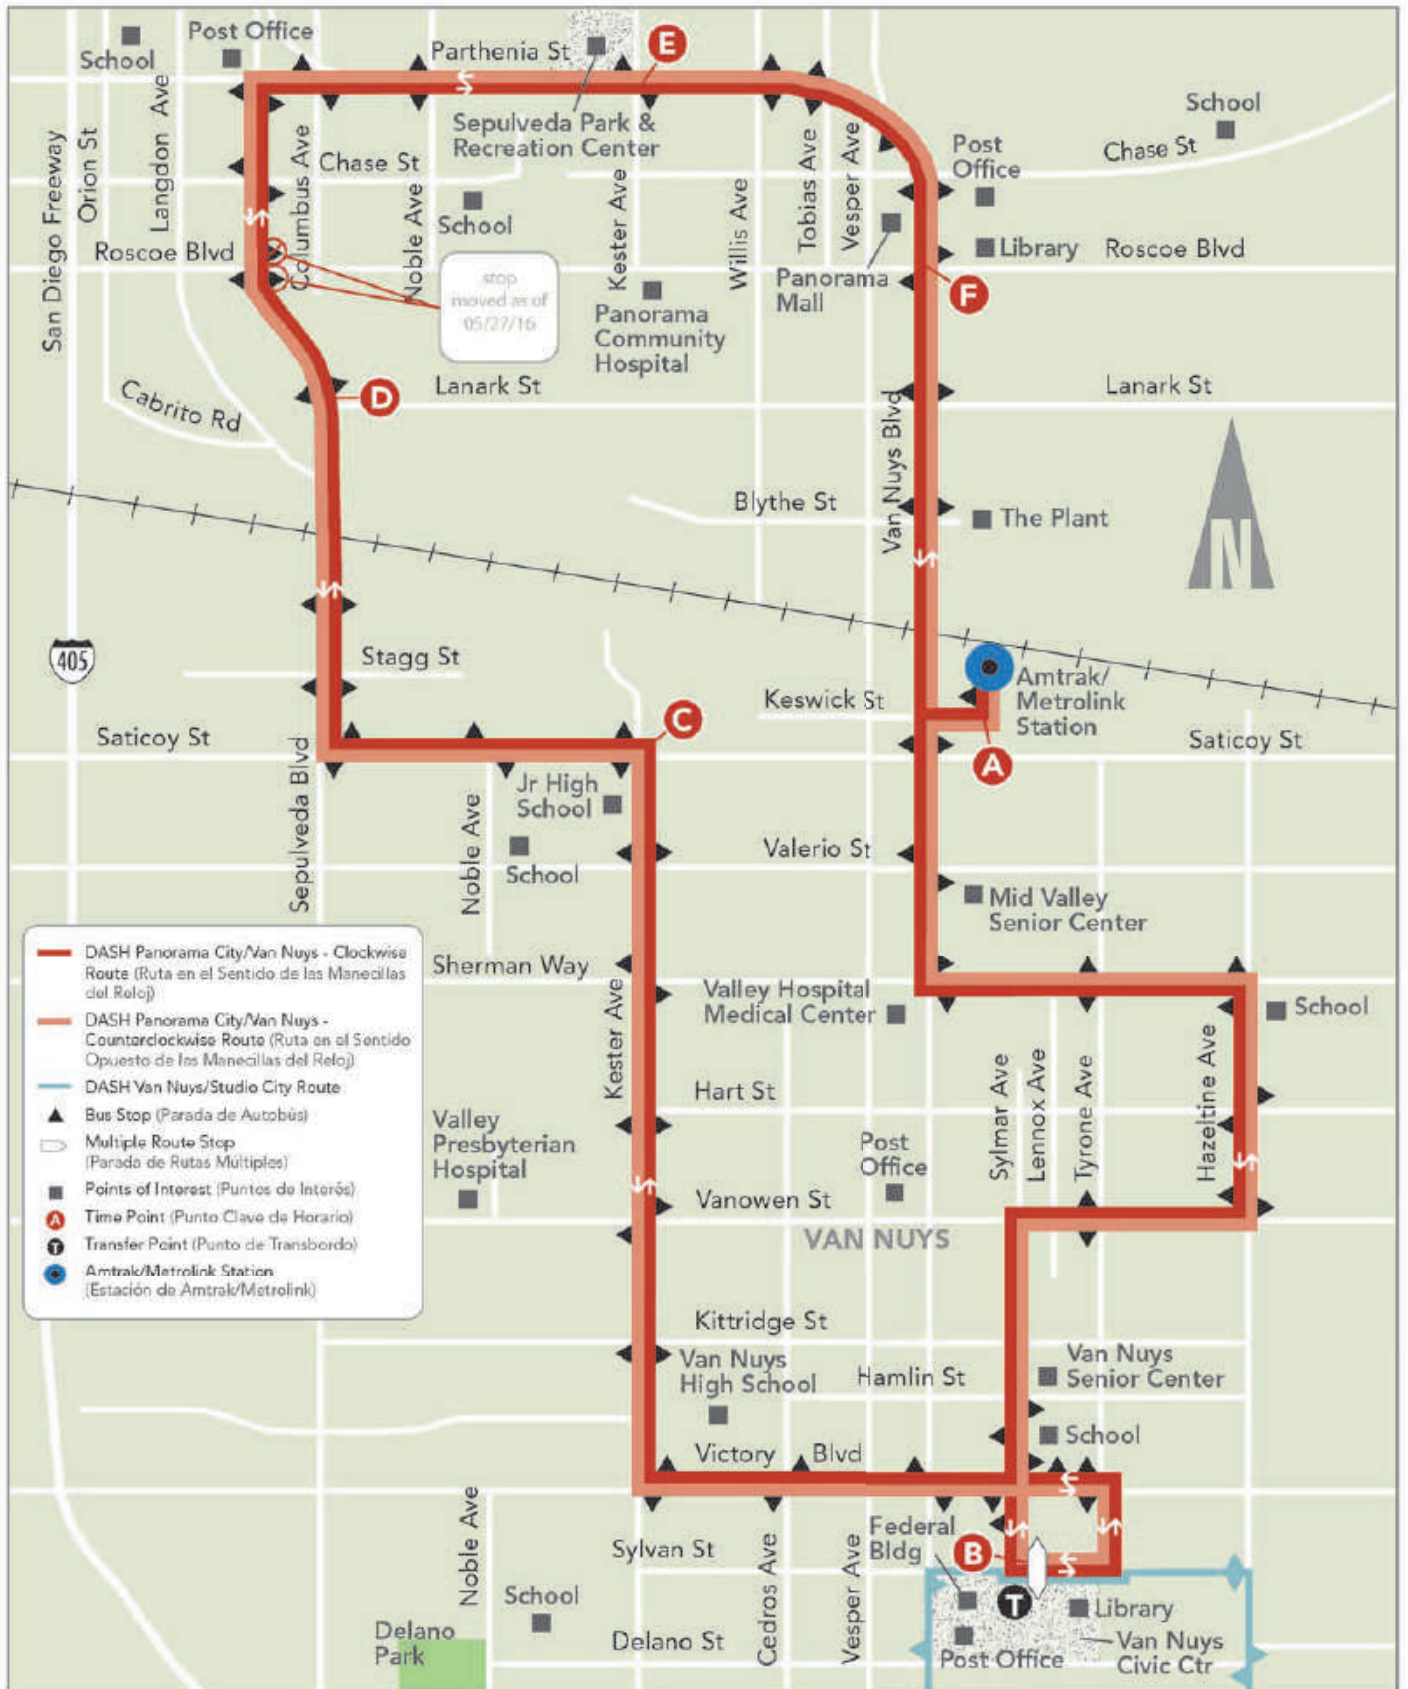 Post Office
School
Parthenia St
E
Sepulveda Park &
Recreation Center
School
Chase St
Post
Office
San Diego Freeway
Orion St
Langdon Ave
Columbus Ave
Chase St
Noble Ave
School
Kester Ave
Willis Ave
Tobias Ave
Vesper Ave
Library
Roscoe Blvd
Roscoe Blvd
Panorama
Mall
F
stop
moved as of
05/27/16
Panorama
Community
Hospital
Cabrito Rd
D
Lanark St
Lanark St
Van Nuys Blvd
Blythe St
The Plant
N
405
Stagg St
Keswick St
Amtrak/
Metrolink
Station
A
Saticoy St
C
Saticoy St
Sepulveda Blvd
Noble Ave
Jr High
School
School
Valerio St
Mid Valley
Senior Center
DASH Panorama City/Van Nuys - Clockwise
Route (Ruta en el Sentido de las Manecillas
del Reloj)
DASH Panorama City/Van Nuys -
Counterclockwise Route (Ruta en el Sentido
Opuesto de las Manecillas del Reloj)
DASH Van Nuys/Studio City Route
Bus Stop (Parada de Autobús)
Multiple Route Stop
(Parada de Rutas Múltiples)
Points of Interest (Puntos de Interés)
A
Time Point (Punto Clave de Horario)
T
Transfer Point (Punto de Transbordo)
Amtrak/Metrolink Station
(Estación de Amtrak/Metrolink)
Sherman Way
Kester Ave
Valley Hospital
Medical Center
School
Hart St
Sylmar Ave
Lennox Ave
Tyrone Ave
Hazeltine Ave
Valley
Presbyterian
Hospital
Post
Office
Vanowen St
VAN NUYS
Kittridge St
Van Nuys
High School
Hamlin St
Van Nuys
Senior Center
School
Victory Blvd
Noble Ave
Sylvan St
Cedros Ave
Vesper Ave
Federal
Bldg
B
School
T
Library
Delano
Park
Delano St
Post Office
Van Nuys
Civic Ctr